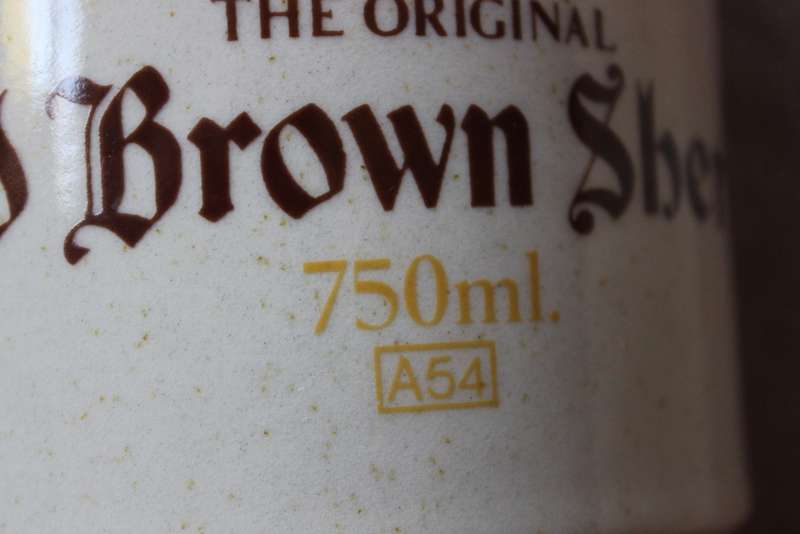 THE ORIGINAL
Brown
750ml.
A54